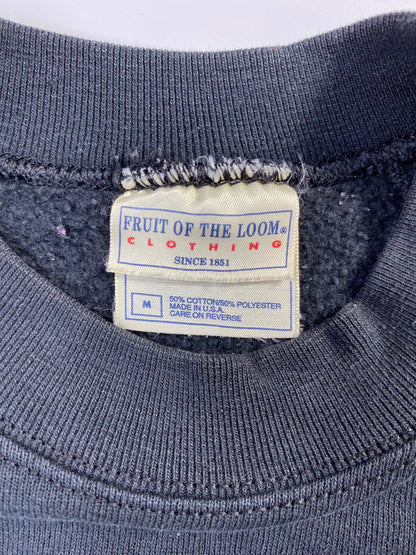 FRUIT OF THE LOOM®
CLOTHING
SINCE 1851
M
50% COTTON/50% POLYESTER
MADE IN U.S.A.
CARE ON REVERSE